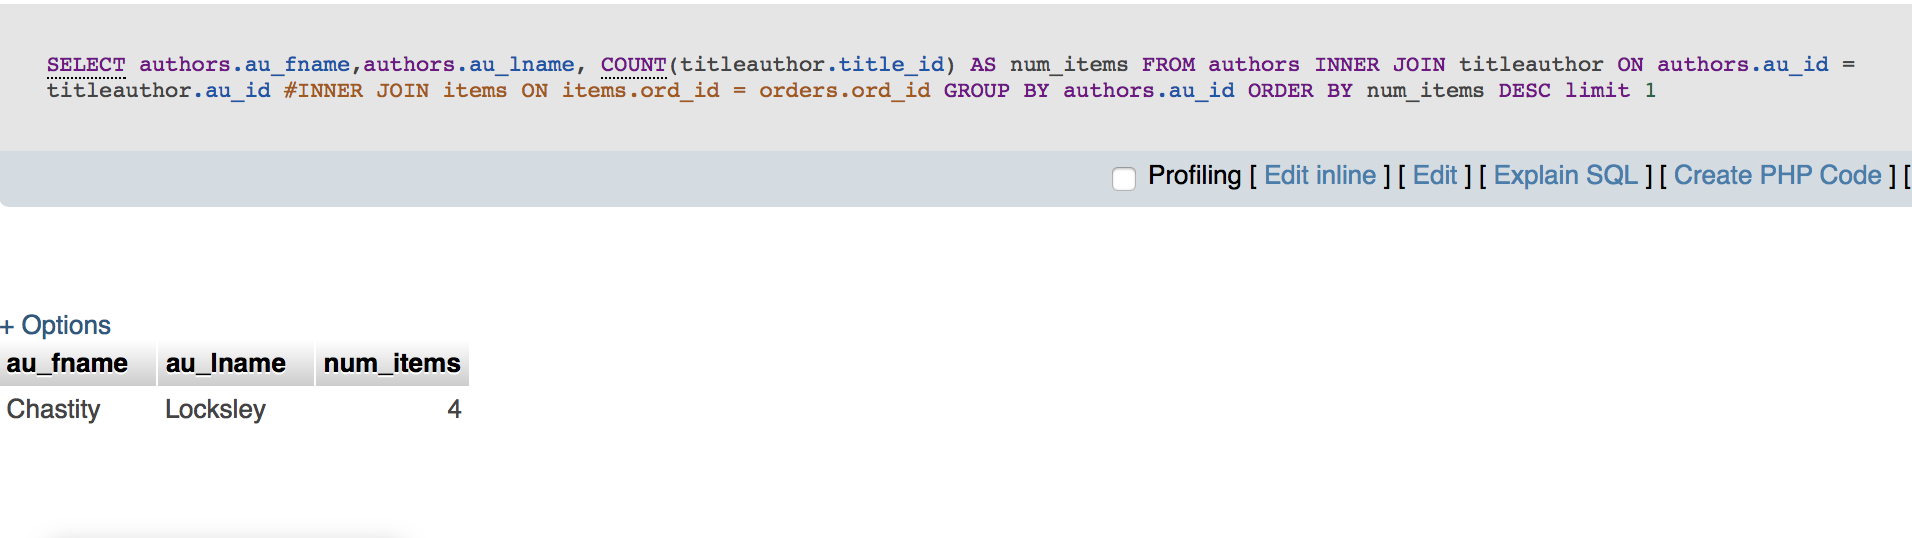 SELECT authors.au_fname,authors.au_lname, COUNT(titleauthor.title_id) AS num_items FROM authors INNER JOIN titleauthor ON authors.au_id =
titleauthor.au_id #INNER JOIN items ON items.ord_id = orders.ord_id GROUP BY authors.au_id ORDER BY num_items DESC limit 1
Profiling [ Edit inline ] [ Edit ] [ Explain SQL ] [ Create PHP Code ] [
+ Options
au_fname au_lname num_items
Chastity Locksley 4